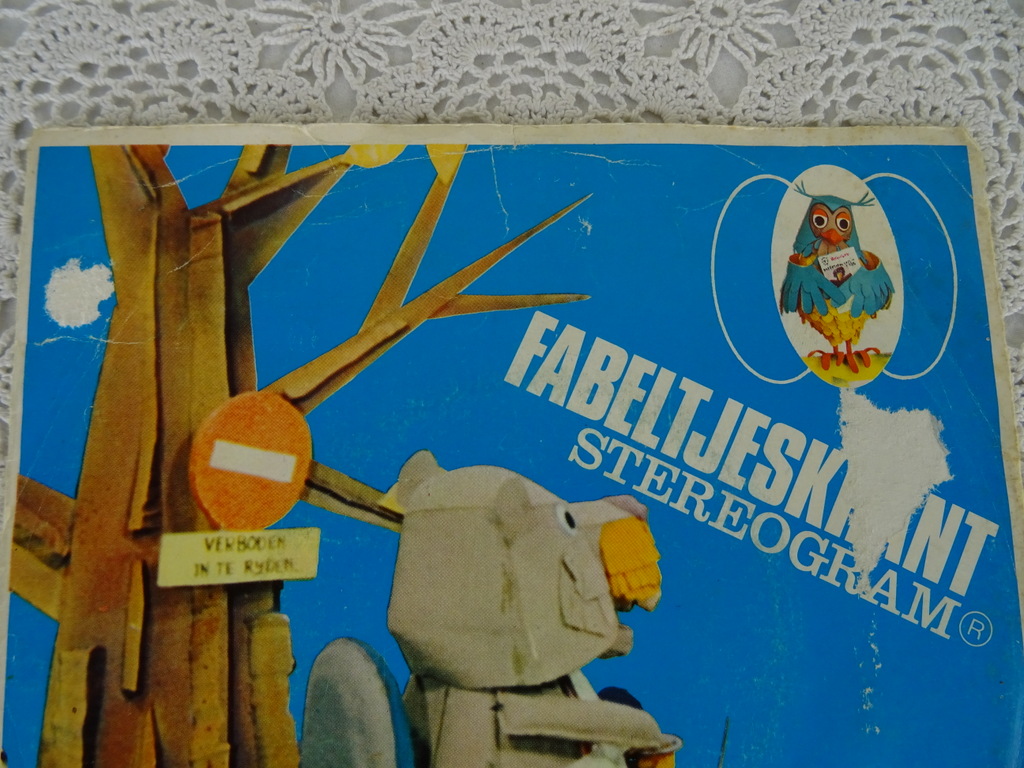 FABELTJESKRANT
STEREOGRAM®
VERBODEN
IN TE RYDEN.